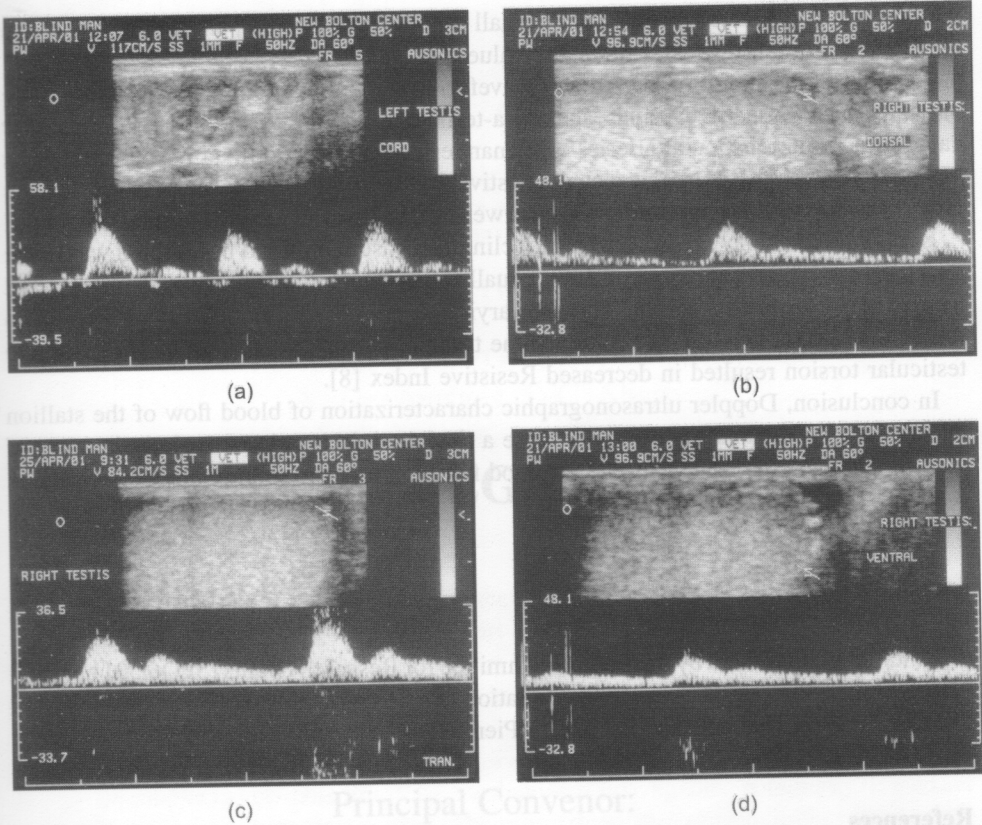 ID:BLIND MAN NEW BOLTON CENTER
21/APR/01 12:07 6.0 VET VET (HIGH) P 100% G 50% D 3CM
PW V 117CM/S SS 1MM F 50HZ DA 60°
FR 5 AUSONICS
LEFT TESTIS
CORD
58.1
-39.5
(a)
ID:BLIND MAN NEW BOLTON CENTER
21/APR/01 12:54 6.0 VET VET (HIGH) P 100% G 50% D 2CM
PW V 96.9CM/S SS 1MM F 50HZ DA 60°
FR 2 AUSONICS
RIGHT TESTIS
DORSAL
48.1
-32.8
(b)
testicular torsion resulted in decreased Resistive Index [8].
In conclusion, Doppler ultrasonographic characterization of blood flow of the stallion
ID:BLIND MAN NEW BOLTON CENTER
25/APR/01 9:31 6.0 VET VET (HIGH) P 100% G 50% D 3CM
PW V 84.2CM/S SS 1M 50HZ DA 60°
FR 3 AUSONICS
RIGHT TESTIS
36.5
-33.7
TRAN.
(c)
ID:BLIND MAN NEW BOLTON CENTER
21/APR/01 13:00 6.0 VET VET (HIGH) P 100% G 50% D 2CM
PW V 96.9CM/S SS 1MM F 50HZ DA 60°
FR 2 AUSONICS
RIGHT TESTIS
VENTRAL
48.1
-32.8
(d)
Principal Convenor:
References